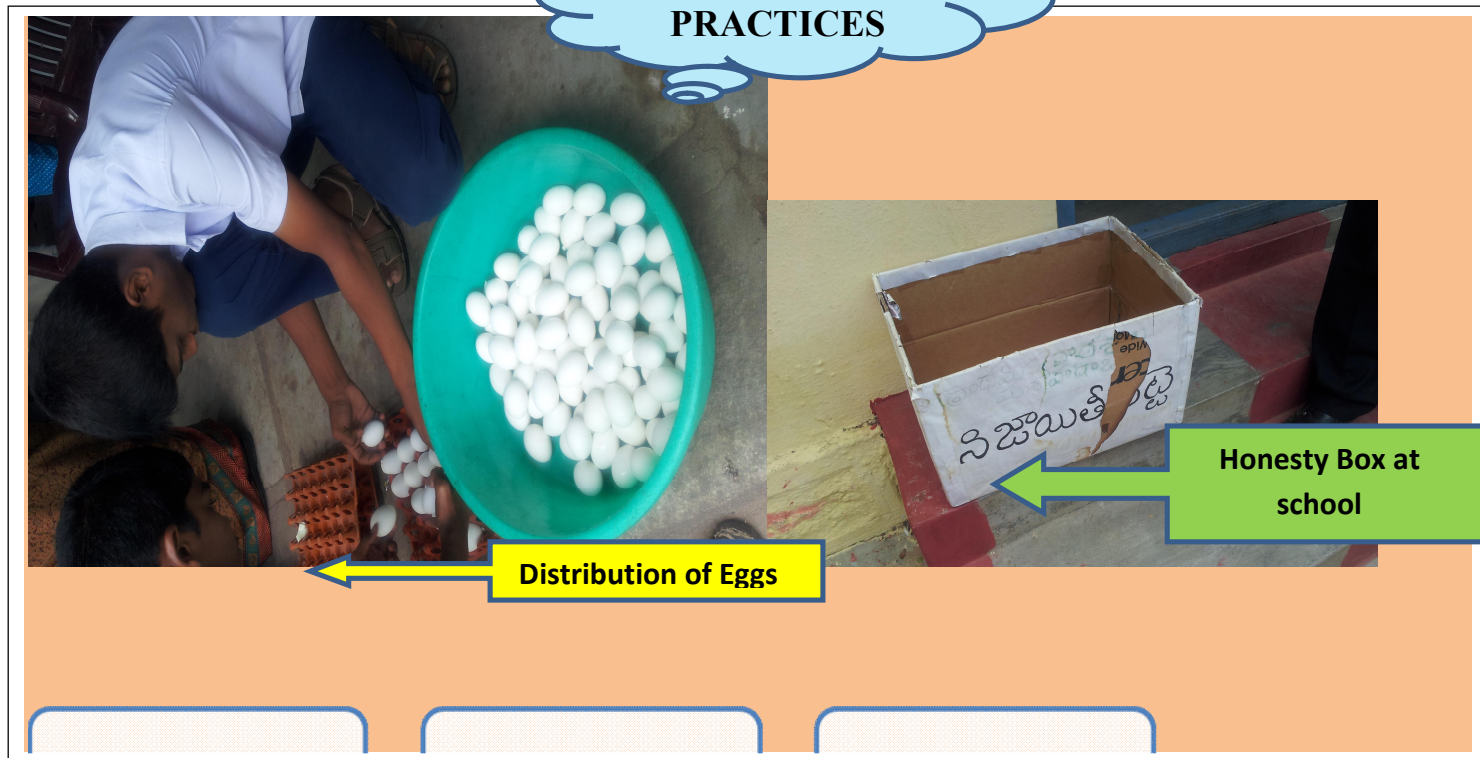 PRACTICES
నిజాయితీ
Distribution of Eggs
Honesty Box at
school